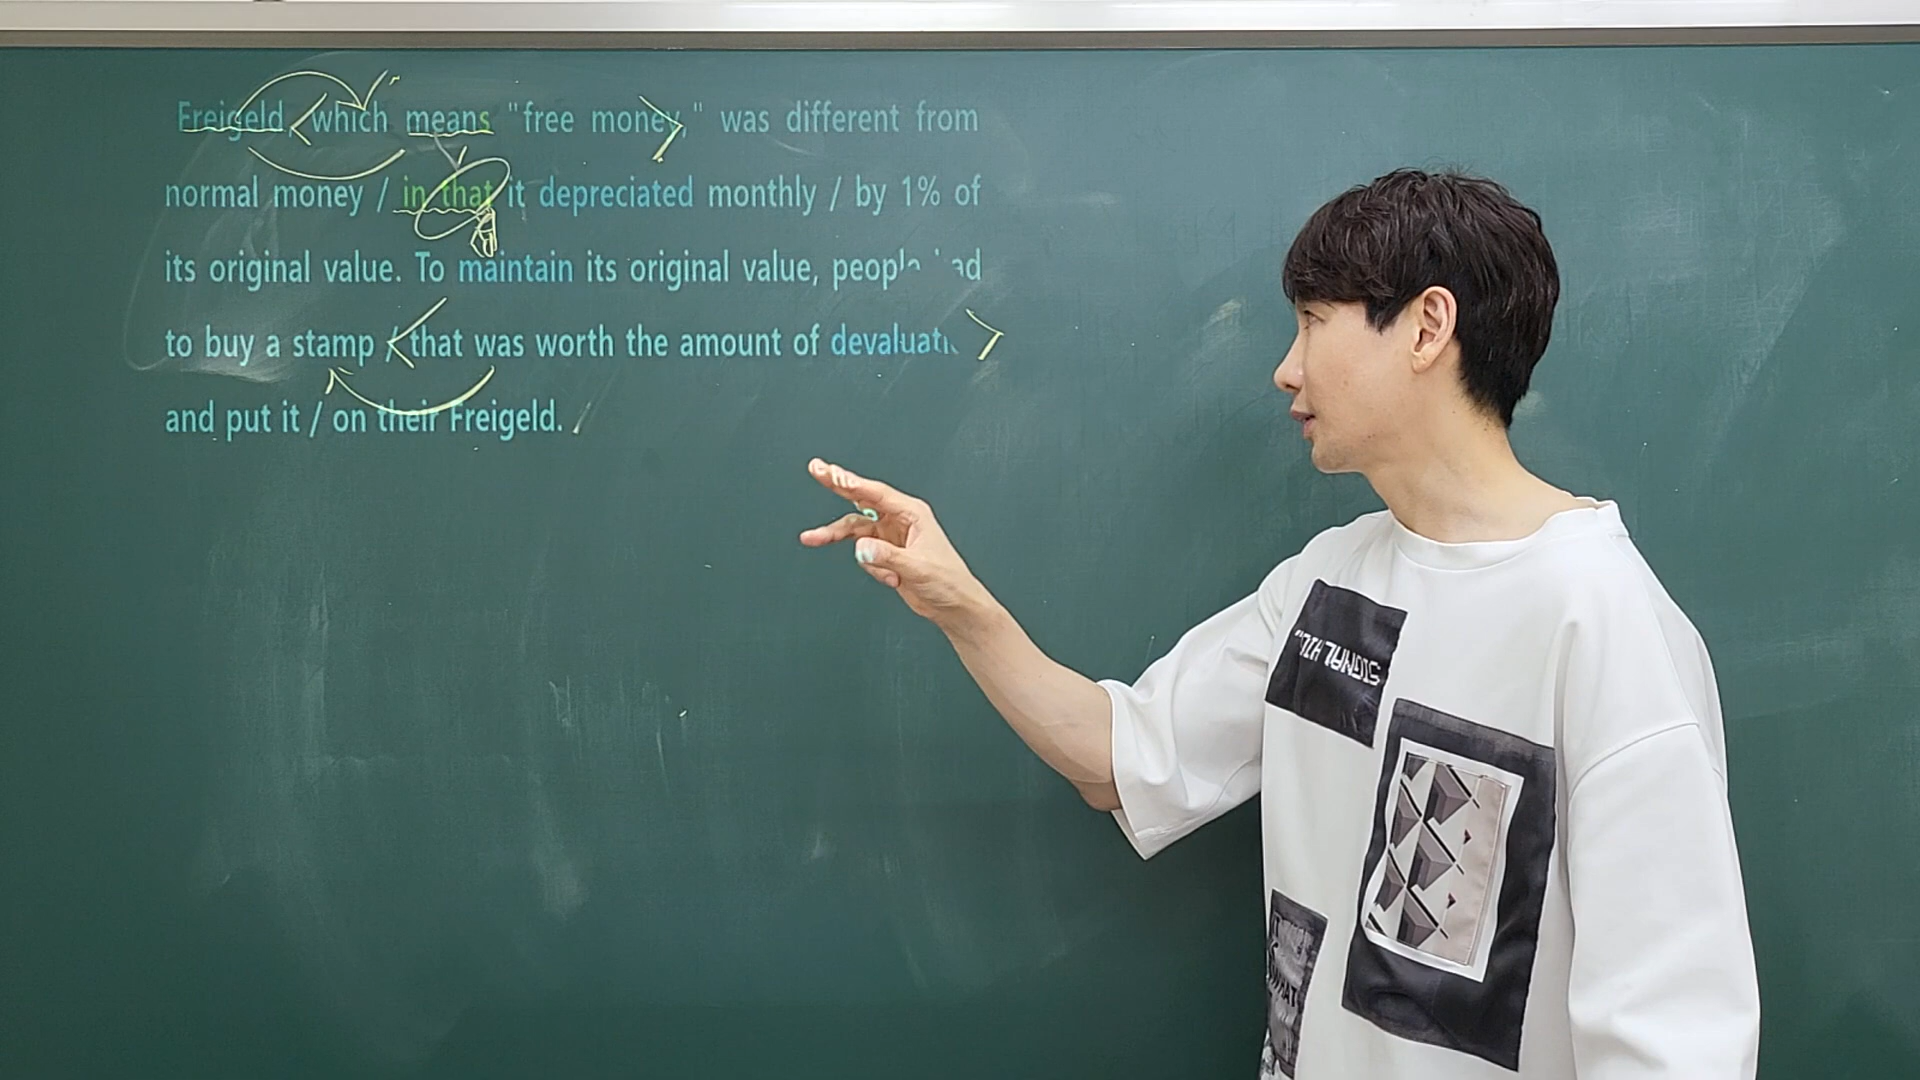 Freigeld, which means "free money," was different from
normal money / in that it depreciated monthly / by 1% of
its original value. To maintain its original value,
to buy a stamp / that was worth the amount of
and put it / on their Freigeld.
SIGNAL HIL